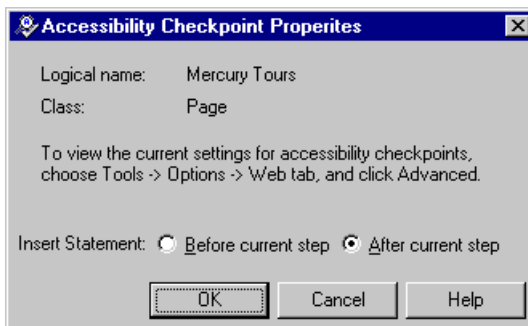 Accessibility Checkpoint Properites
Logical name: Mercury Tours
Class: Page
To view the current settings for accessibility checkpoints,
choose Tools -> Options -> Web tab, and click Advanced.
Insert Statement: Before current step After current step
OK Cancel Help